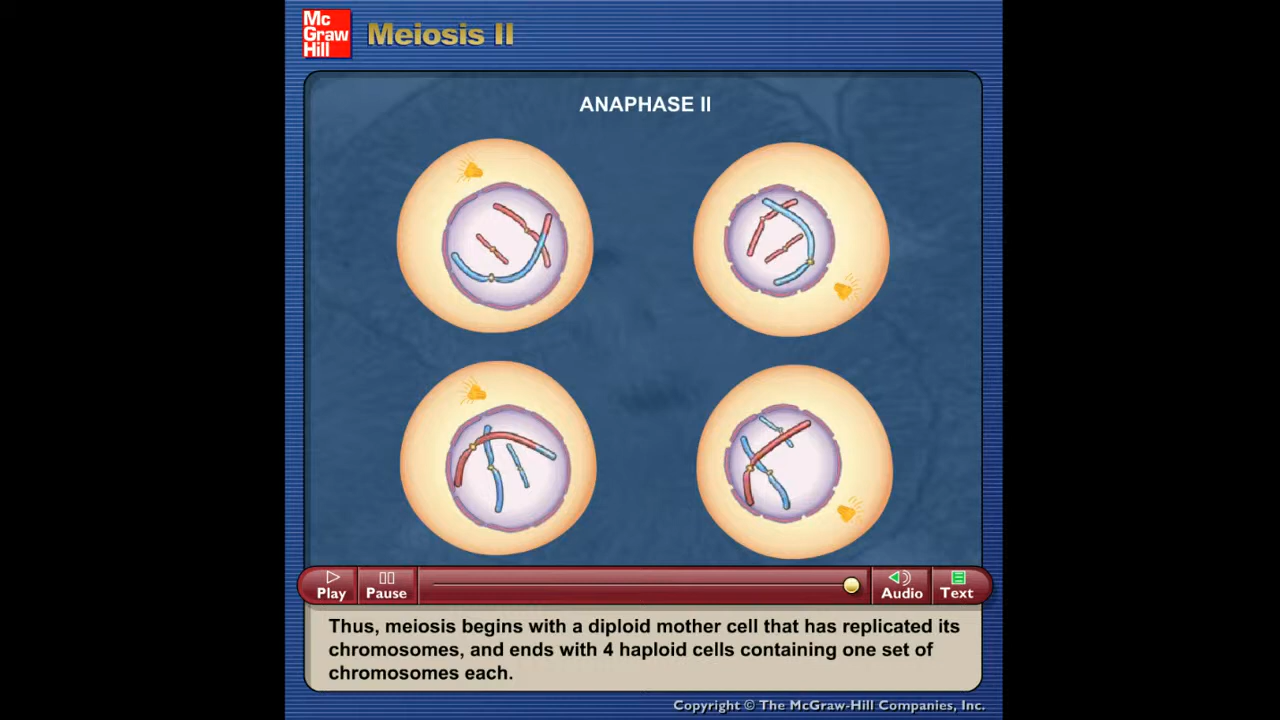 Mc
Graw
Hill
Meiosis II
ANAPHASE II
Play
Pause
Audio
Text
Thus, meiosis begins with a diploid mother ell that has replicated its
chromosomes, and ends with 4 haploid cells containing one set of
chromosomes each.
Copyright © The McGraw-Hill Companies, Inc.